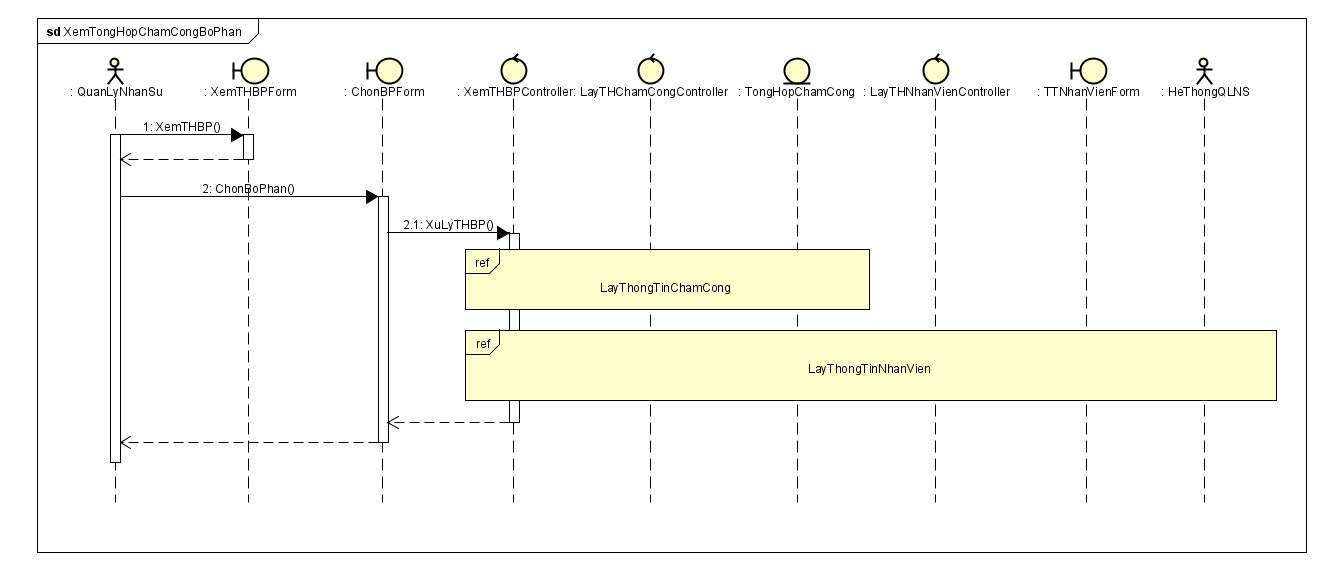 sd XemTongHopChamCongBoPhan
: QuanLyNhanSu
: XemTHBPForm
: ChonBPForm
: XemTHBPController
: LayTHChamCongController
: TongHopChamCong
: LayTHNhanVienController
: TTNhanVienForm
: HeThongQLNS
1: XemTHBP()
2: ChonBoPhan()
2.1: XuLyTHBP()
ref
LayThongTinChamCong
ref
LayThongTinNhanVien